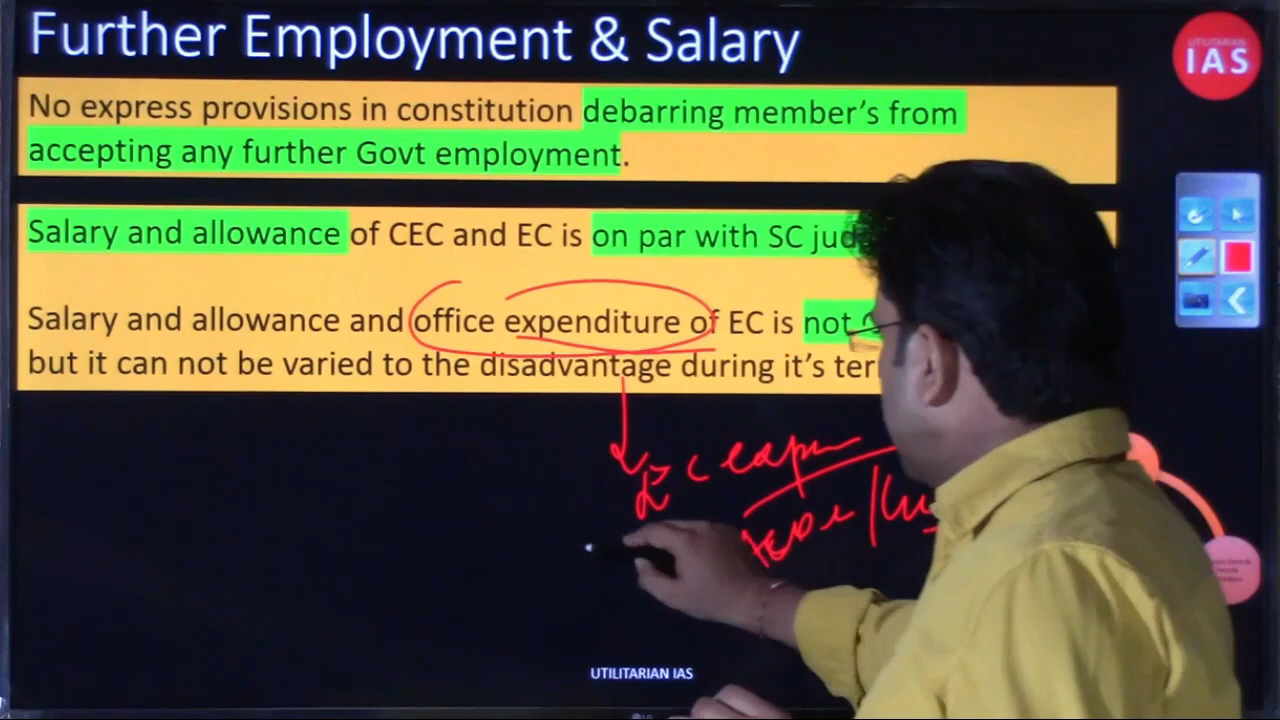 Further Employment & Salary
UTILITARIAN
IAS
No express provisions in constitution debarring member's from
accepting any further Govt employment.
Salary and allowance of CEC and EC is on par with SC
Salary and allowance and office expenditure of EC is not
but it can not be varied to the disadvantage during it's
EC
UTILITARIAN IAS